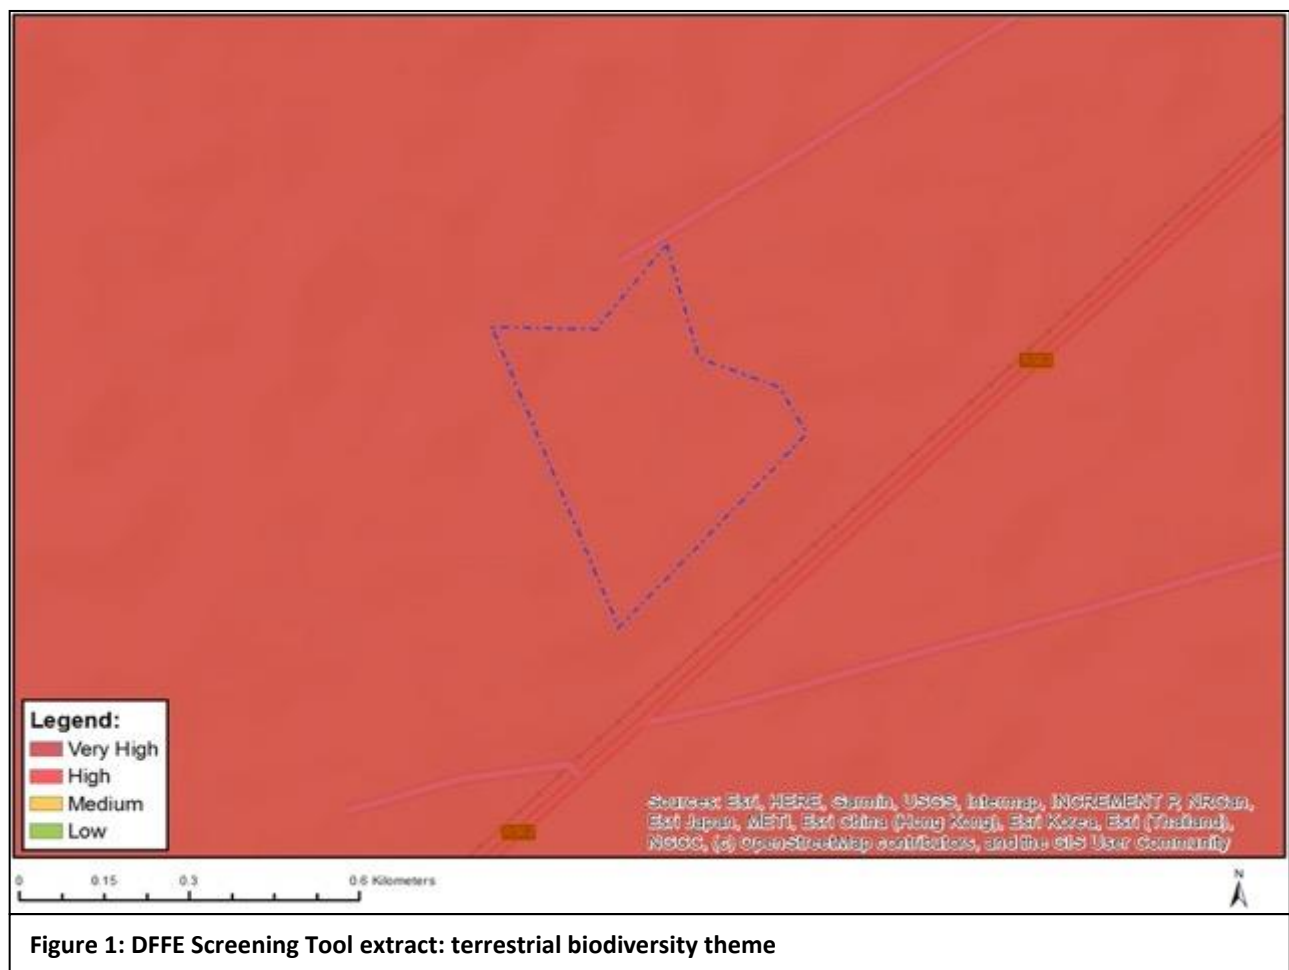 Legend:
Very High
High
Medium
Low
Sources: Esri, HERE, Garmin, USGS, Intermap, INCREMENT P, NRCan,
Esri Japan, METI, Esri China (Hong Kong), Esri Korea, Esri (Thailand),
NGCC, (c) OpenStreetMap contributors, and the GIS User Community
0 0.15 0.3 0.6 Kilometers
N
Figure 1: DFFE Screening Tool extract: terrestrial biodiversity theme